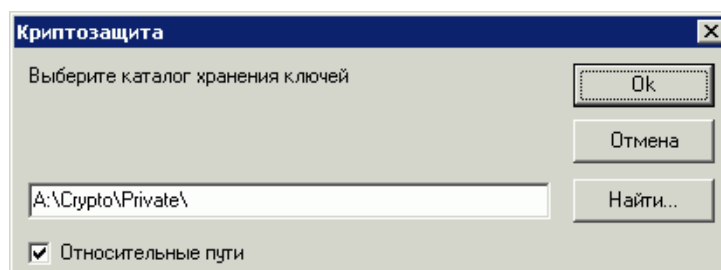 Криптозащита
Выберите каталог хранения ключей
Ok
Отмена
A:\Crypto\Private\
Найти...
Относительные пути